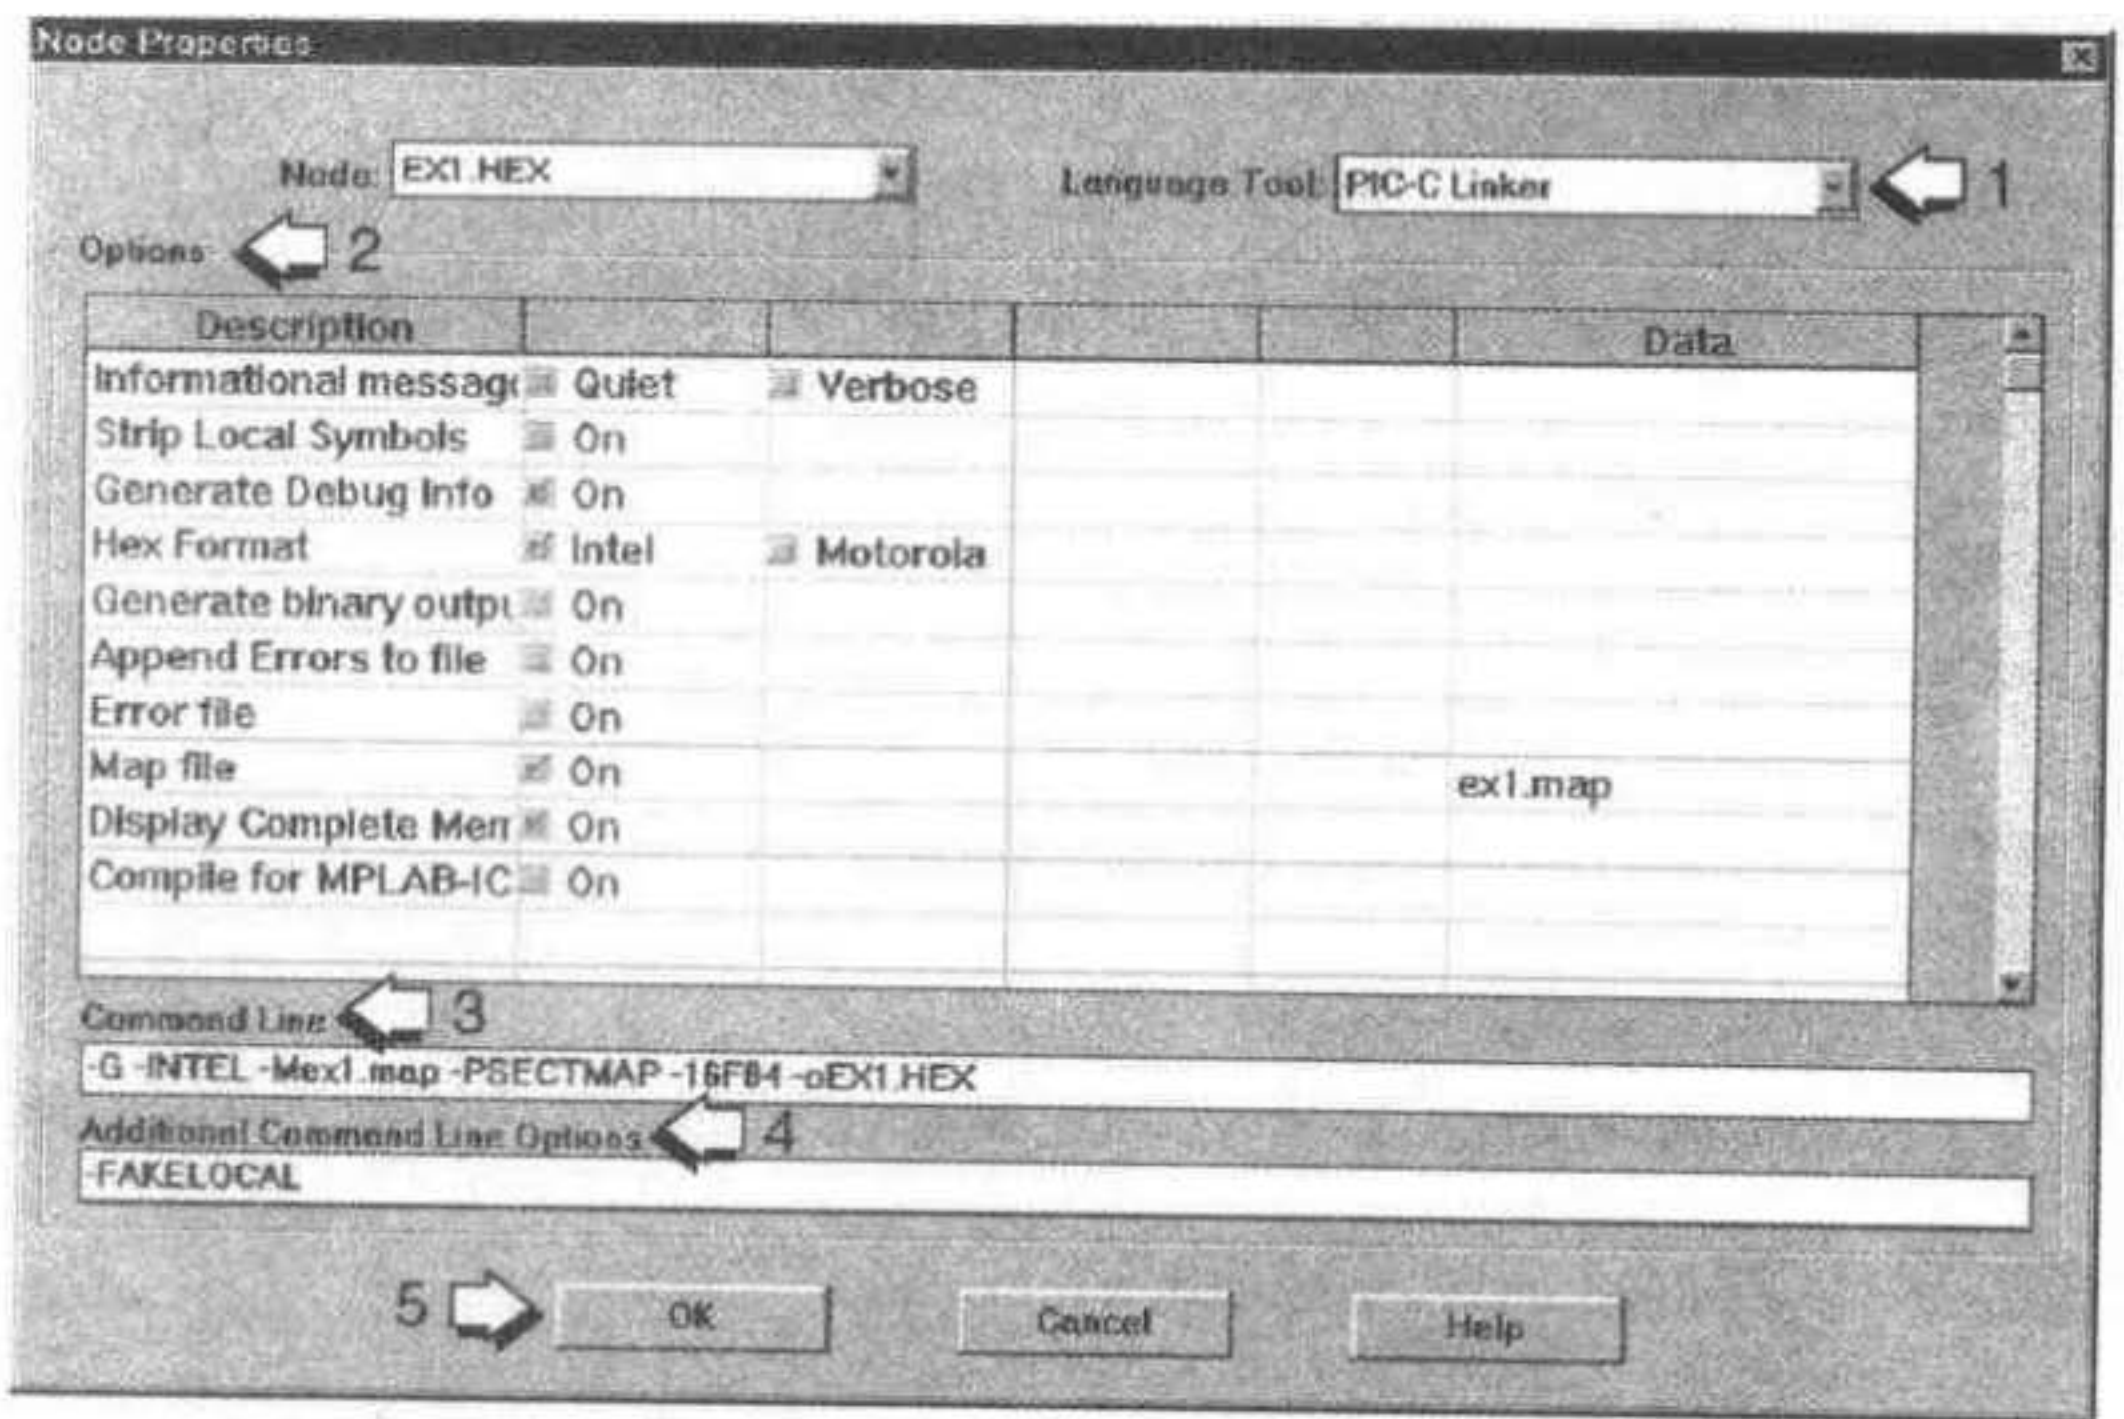 Node Properties
Node: EX1.HEX Language Tool: PIC-C Linker 1
Options 2
Description Data
Informational message Quiet Verbose
Strip Local Symbols On
Generate Debug Info On
Hex Format Intel Motorola
Generate binary outpu On
Append Errors to file On
Error file On
Map file On ex1.map
Display Complete Mem On
Compile for MPLAB-IC On
Command Line 3
-G -INTEL -Mex1.map -PSECTMAP -16F84 -oEX1.HEX
Additional Command Line Options 4
-FAKELOCAL
5 OK Cancel Help